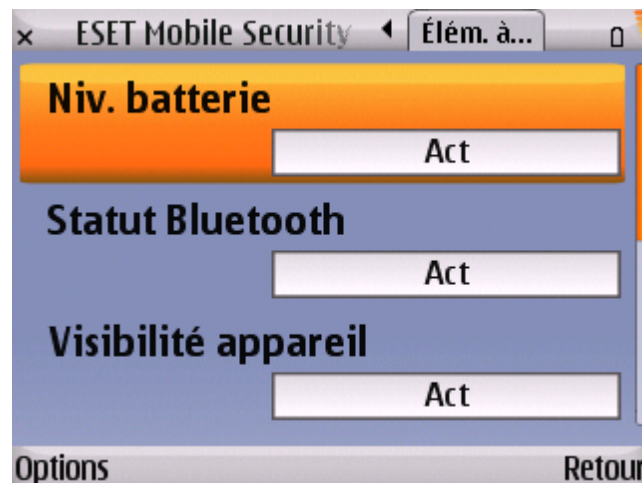 × ESET Mobile Security Élém. à...
Niv. batterie
Act
Statut Bluetooth
Act
Visibilité appareil
Act
Options Retour